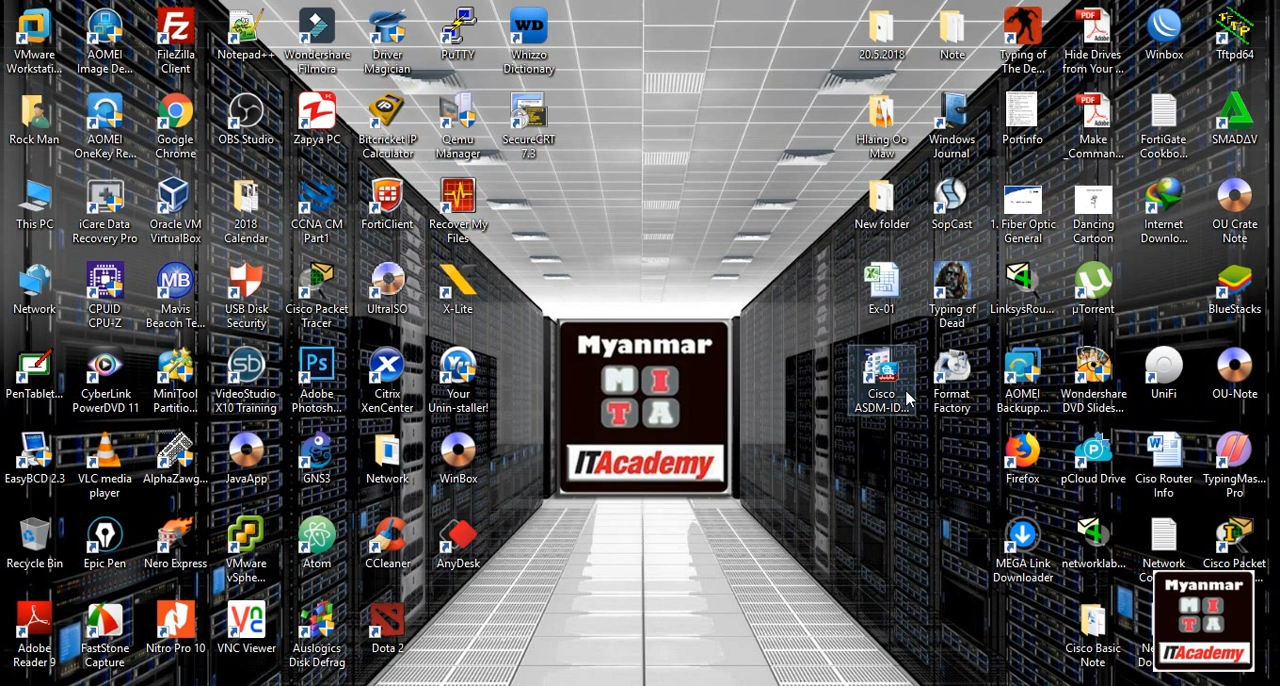 VMware
Workstati...
AOMEI
Image De...
FileZilla
Client
Notepad++
Wondershare
Filmora
Driver
Magician
PuTTY
Whizzo
Dictionary
20.5.2018
Note
Typing of
The De...
Hide Drives
from Your ...
Winbox
Tftpd64
Rock Man
AOMEI
OneKey Re...
Google
Chrome
OBS Studio
Zapya PC
Bitcricket IP
Calculator
Qemu
Manager
SecureCRT
7.3
Hlaing Oo
Maw
Windows
Journal
Portinfo
Make
_Comman...
FortiGate
Cookbo...
SMADΔV
This PC
iCare Data
Recovery Pro
Oracle VM
VirtualBox
2018
Calendar
CCNA CM
Part1
FortiClient
Recover My
Files
New folder
SopCast
1. Fiber Optic
General
Dancing
Cartoon
Internet
Downlo...
OU Crate
Note
Network
CPUID
CPU-Z
Mavis
Beacon Te...
USB Disk
Security
Cisco Packet
Tracer
UltraISO
X-Lite
Ex-01
Typing of
Dead
LinksysRou...
µTorrent
BlueStacks
PenTablet...
CyberLink
PowerDVD 11
MiniTool
Partitio...
VideoStudio
X10 Training
Adobe
Photosh...
Citrix
XenCenter
Your
Unin-staller!
Myanmar
M I
T A
ITAcademy
Cisco
ASDM-ID...
Format
Factory
AOMEI
Backupp...
Wondershare
DVD Slides...
UniFi
OU-Note
EasyBCD 2.3
VLC media
player
AlphaZawg...
JavaApp
GNS3
Network
WinBox
Firefox
pCloud Drive
Ciso Router
Info
TypingMas...
Pro
Recycle Bin
Epic Pen
Nero Express
VMware
vSphe...
Atom
CCleaner
AnyDesk
MEGA Link
Downloader
networklab...
Network
Co...
Cisco Packet
Adobe
Reader 9
FastStone
Capture
Nitro Pro 10
VNC Viewer
Auslogics
Disk Defrag
Dota 2
Cisco Basic
Note
Myanmar
M I
T A
ITAcademy